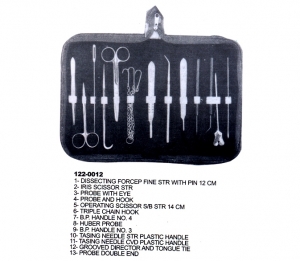 122-0012
1- DISSECTING FORCEP FINE STR WITH PIN 12 CM
2- IRIS SCISSOR STR
3- PROBE WITH EYE
4- PROBE AND HOOK
5- OPERATING SCISSOR S/B STR 14 CM
6- TRIPLE CHAIN HOOK
7- B.P. HANDLE NO. 4
8- HUBER PROBE
9- B.P. HANDLE NO. 3
10- TASING NEEDLE STR PLASTIC HANDLE
11- TASING NEEDLE CVD PLASTIC HANDLE
12- GROOVED DIRECTOR AND TONGUE TIE
13- PROBE DOUBLE END